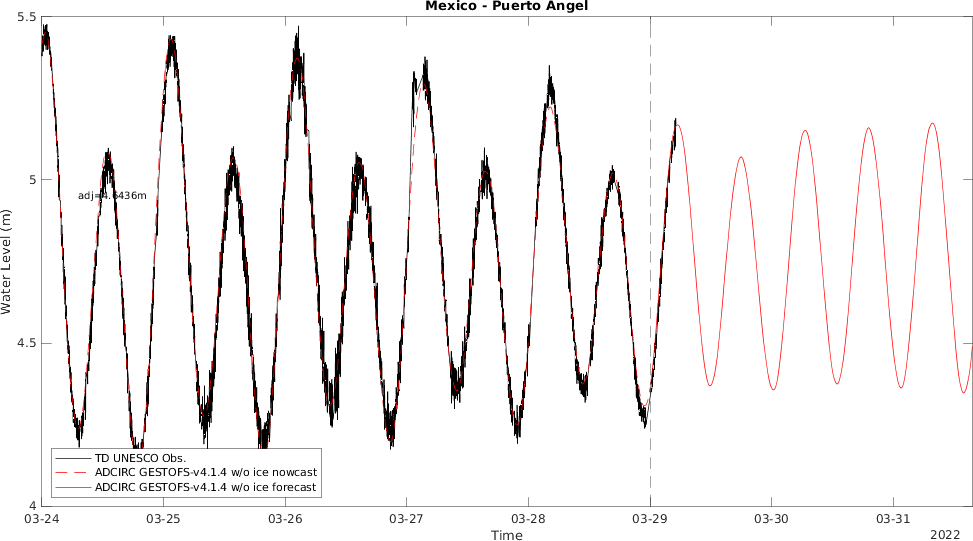 Mexico - Puerto Angel
5.5
5
4.5
4
Water Level (m)
adj=4.6436m
TD UNESCO Obs.
ADCIRC GESTOFS-v4.1.4 w/o ice nowcast
ADCIRC GESTOFS-v4.1.4 w/o ice forecast
03-24 03-25 03-26 03-27 03-28 03-29 03-30 03-31
Time
2022